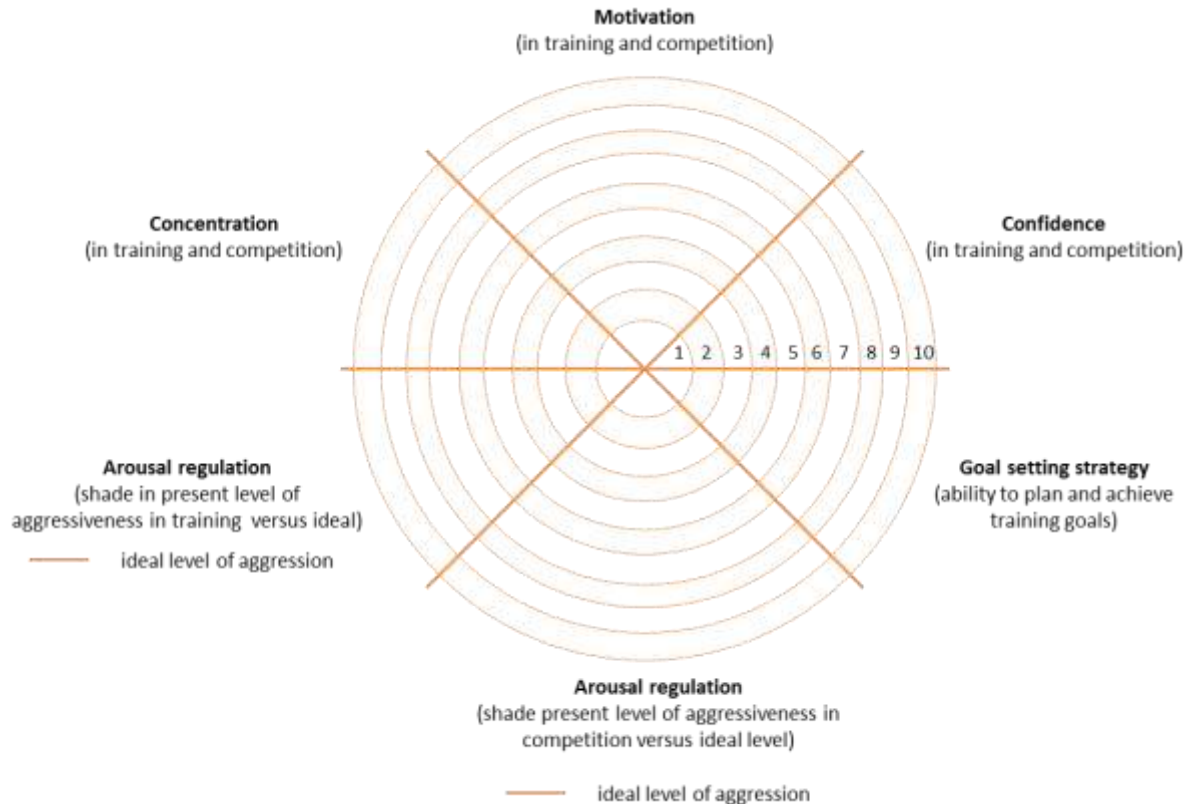 Motivation
(in training and competition)
Concentration
(in training and competition)
Confidence
(in training and competition)
1 2 3 4 5 6 7 8 9 10
Arousal regulation
(shade in present level of
aggressiveness in training versus ideal)
ideal level of aggression
Goal setting strategy
(ability to plan and achieve
training goals)
Arousal regulation
(shade present level of aggressiveness in
competition versus ideal level)
ideal level of aggression